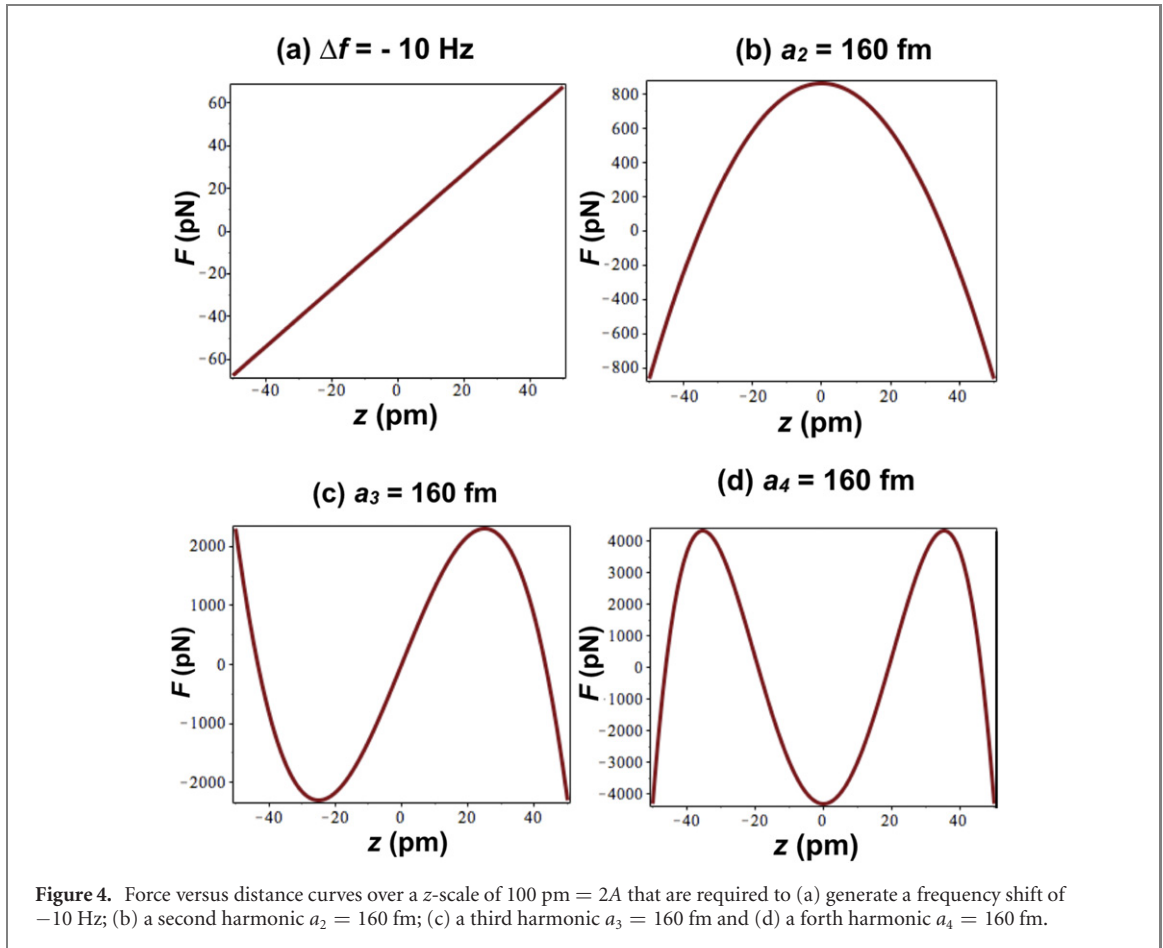 (a) Δf = - 10 Hz
60
40
20
0
−20
−40
−60
F (pN)
−40 −20 0 20 40
z (pm)
(b) a₂ = 160 fm
800
600
400
200
0
−200
−400
−600
−800
F (pN)
−40 −20 0 20 40
z (pm)
(c) a₃ = 160 fm
2000
1000
0
−1000
−2000
F (pN)
−40 −20 0 20 40
z (pm)
(d) a₄ = 160 fm
4000
3000
2000
1000
0
−1000
−2000
−3000
−4000
F (pN)
−40 −20 0 20 40
z (pm)
Figure 4. Force versus distance curves over a z-scale of 100 pm = 2A that are required to (a) generate a frequency shift of
−10 Hz; (b) a second harmonic a₂ = 160 fm; (c) a third harmonic a₃ = 160 fm and (d) a forth harmonic a₄ = 160 fm.